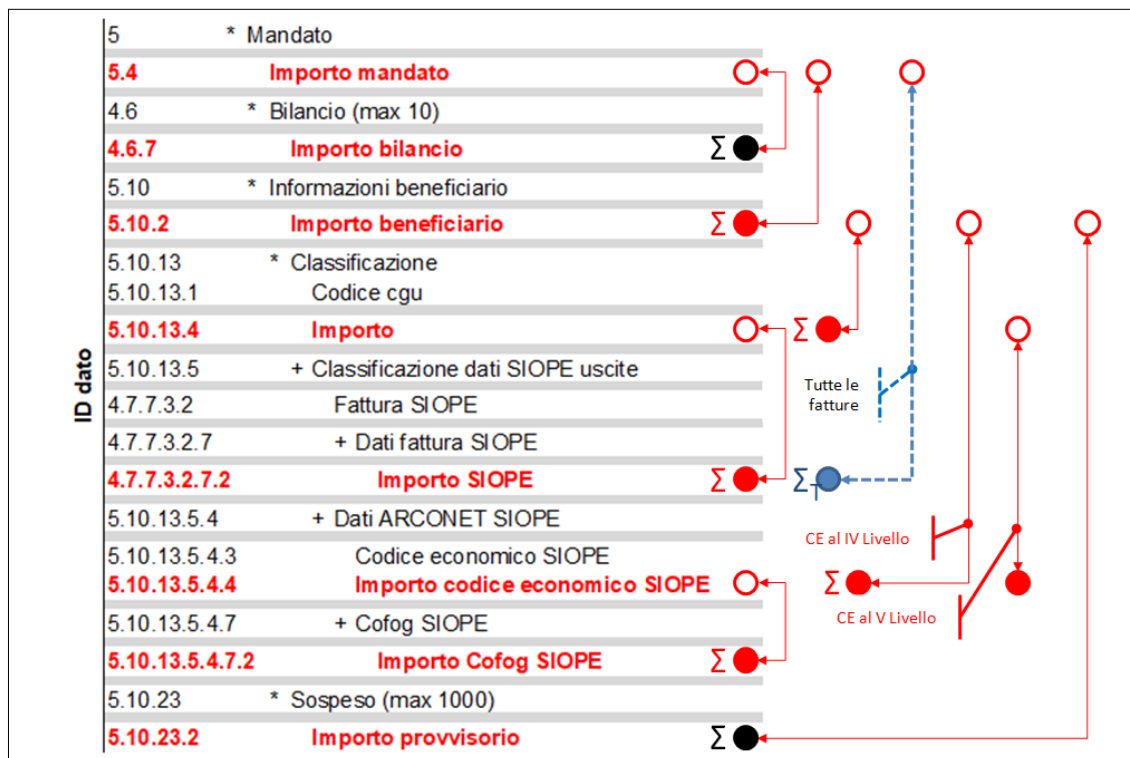 5 * Mandato
5.4 Importo mandato
4.6 * Bilancio (max 10)
4.6.7 Importo bilancio Σ
5.10 * Informazioni beneficiario
5.10.2 Importo beneficiario Σ
5.10.13 * Classificazione
5.10.13.1 Codice cgu
5.10.13.4 Importo Σ
5.10.13.5 + Classificazione dati SIOPE uscite
Tutte le
fatture
4.7.7.3.2 Fattura SIOPE
4.7.7.3.2.7 + Dati fattura SIOPE
4.7.7.3.2.7.2 Importo SIOPE Σ ΣT
5.10.13.5.4 + Dati ARCONET SIOPE
CE al IV Livello
5.10.13.5.4.3 Codice economico SIOPE
5.10.13.5.4.4 Importo codice economico SIOPE Σ
CE al V Livello
5.10.13.5.4.7 + Cofog SIOPE
5.10.13.5.4.7.2 Importo Cofog SIOPE Σ
5.10.23 * Sospeso (max 1000)
5.10.23.2 Importo provvisorio Σ
ID dato